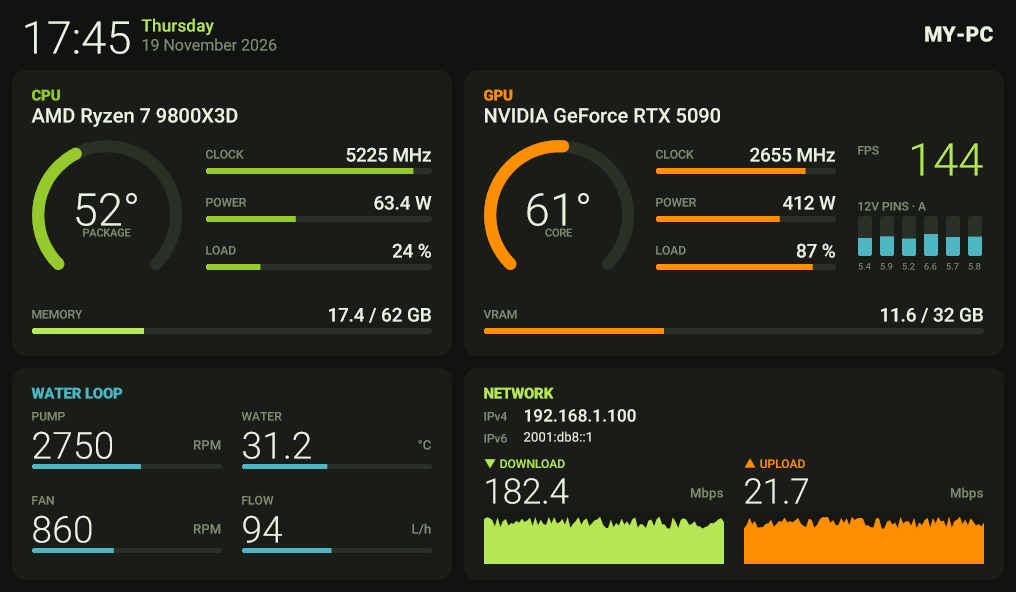 17:45
Thursday
19 November 2026
MY-PC
CPU
AMD Ryzen 7 9800X3D
52°
PACKAGE
CLOCK 5225 MHz
POWER 63.4 W
LOAD 24 %
MEMORY 17.4 / 62 GB
GPU
NVIDIA GeForce RTX 5090
61°
CORE
CLOCK 2655 MHz
POWER 412 W
LOAD 87 %
FPS 144
12V PINS · A
5.4 5.9 5.2 6.6 5.7 5.8
VRAM 11.6 / 32 GB
WATER LOOP
PUMP
2750 RPM
WATER
31.2 °C
FAN
860 RPM
FLOW
94 L/h
NETWORK
IPv4 192.168.1.100
IPv6 2001:db8::1
▼ DOWNLOAD
182.4 Mbps
▲ UPLOAD
21.7 Mbps